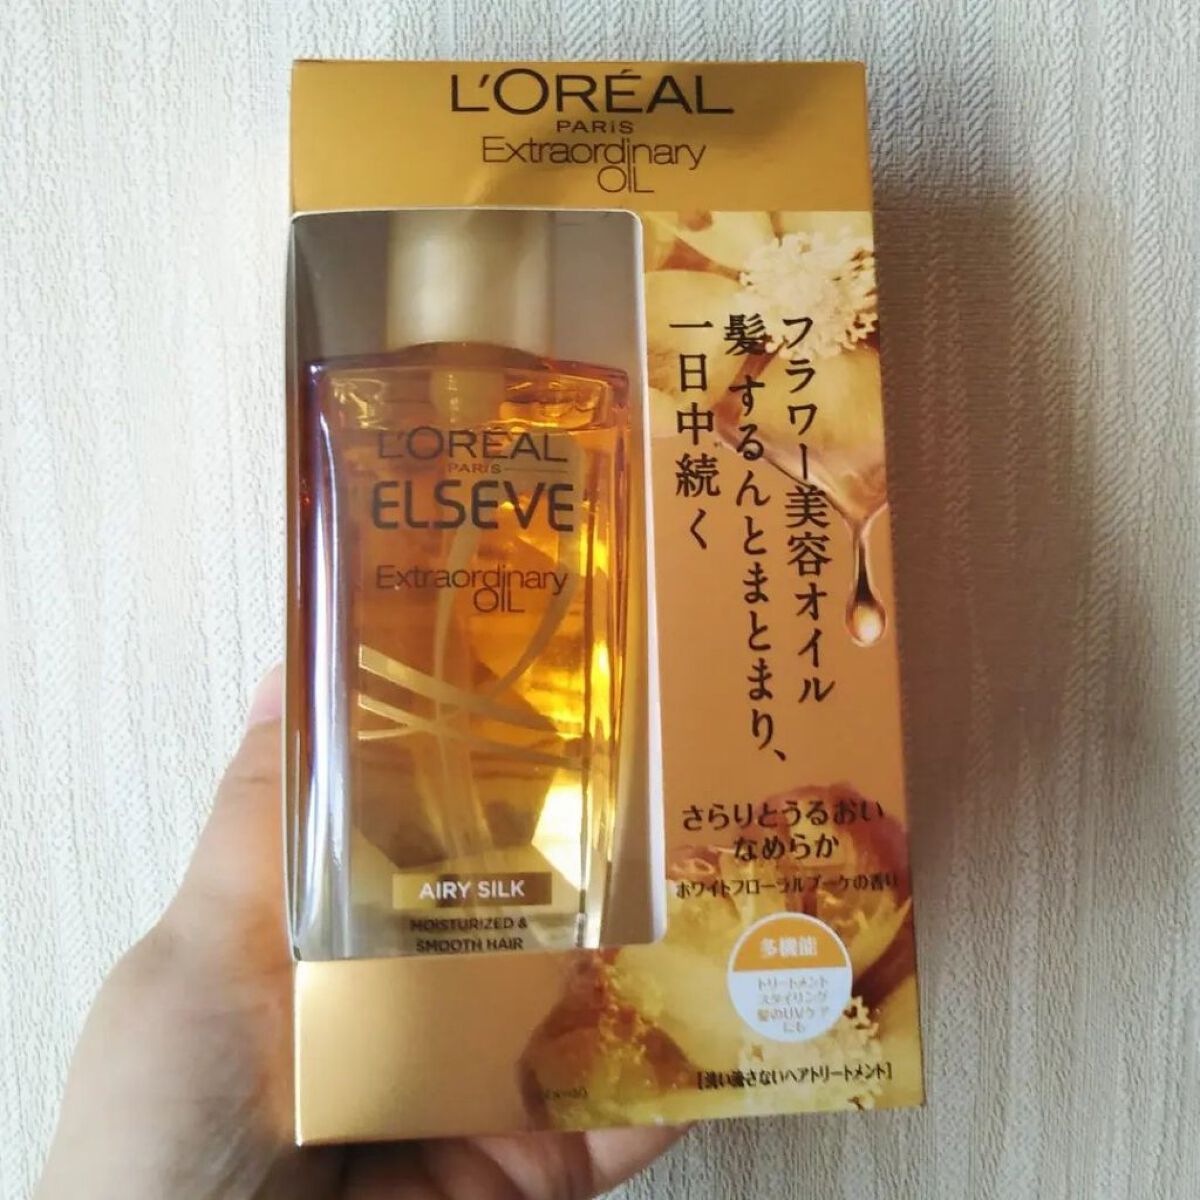 L'ORÉAL
PARIS
Extraordinary
OIL
L'ORÉAL
PARIS
ELSEVE
Extraordinary
OIL
AIRY SILK
MOISTURIZED &
SMOOTH HAIR
フラワー美容オイル
髪するんとまとまり、
一日中続く
さらりとうるおい
なめらか
ホワイトフローラルブーケの香り
多機能
トリートメント
スタイリング
髪のUVケア
にも
[洗い流さないヘアトリートメント]